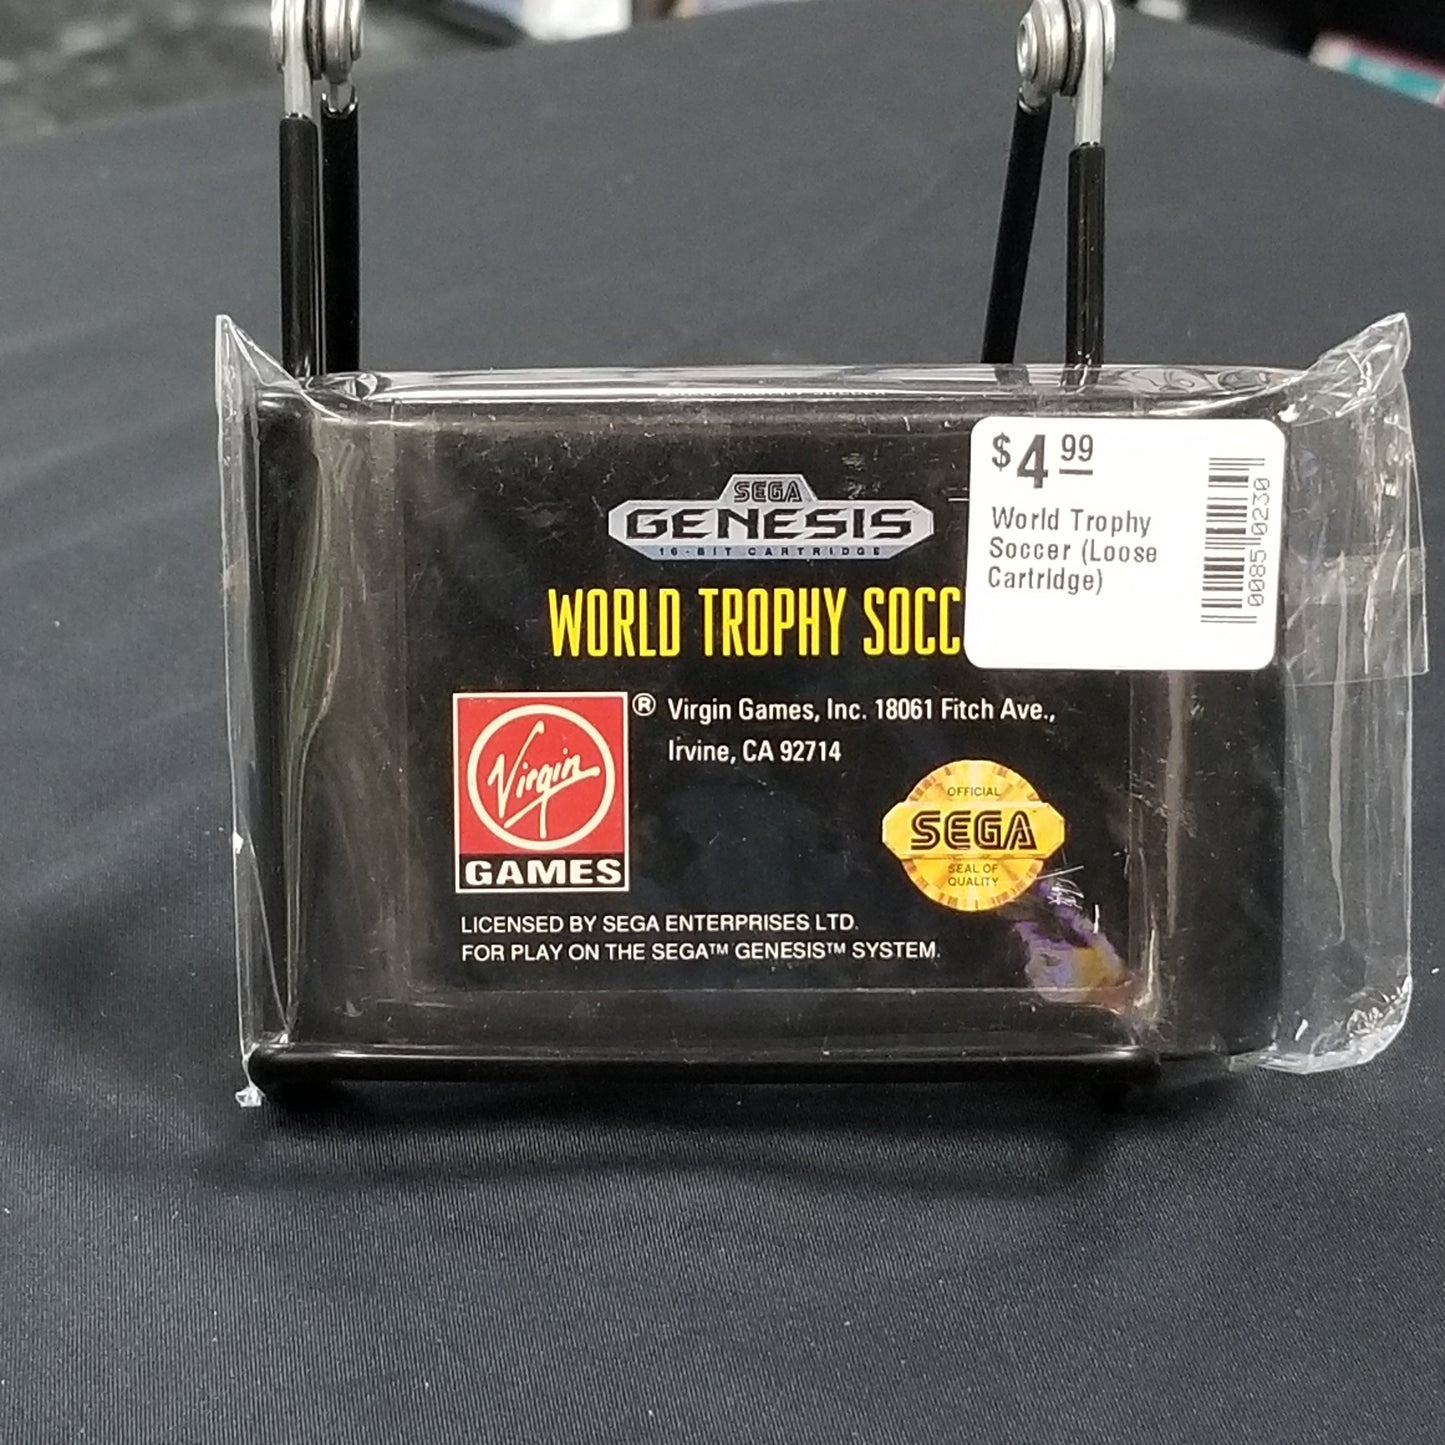 $4 99
World Trophy
Soccer (Loose
Cartridge)
0085 0230
SEGA
GENESIS
16-BIT CARTRIDGE
WORLD TROPHY SOCC
Virgin
GAMES
® Virgin Games, Inc. 18061 Fitch Ave.,
Irvine, CA 92714
OFFICIAL
SEGA
SEAL OF
QUALITY
LICENSED BY SEGA ENTERPRISES LTD.
FOR PLAY ON THE SEGA™ GENESIS™ SYSTEM.